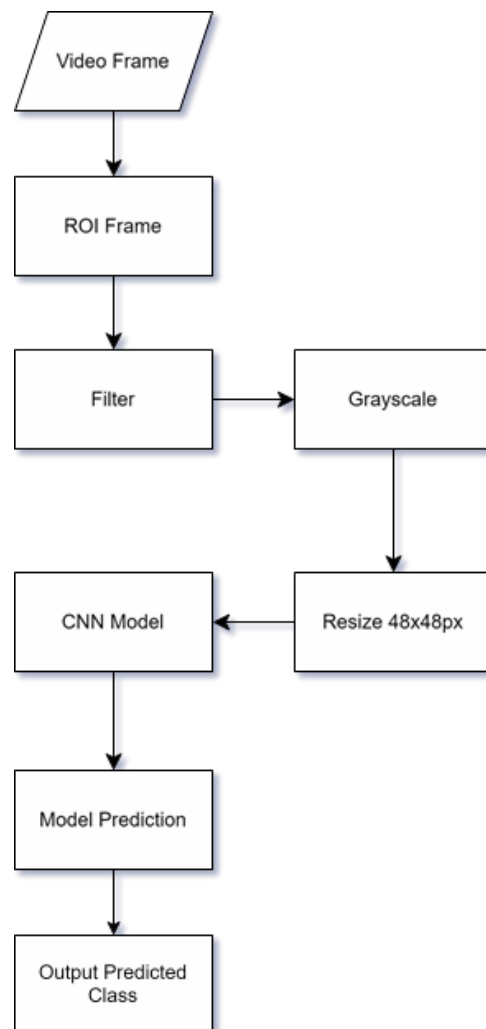 Video Frame
ROI Frame
Filter
Grayscale
Resize 48x48px
CNN Model
Model Prediction
Output Predicted
Class